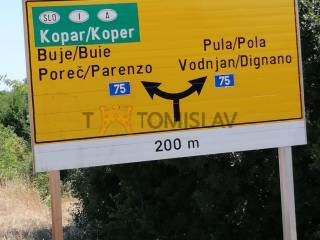 SLO I A
Kopar/Koper
Buje/Buie
Poreč/Parenzo
75
Pula/Pola
Vodnjan/Dignano
75
T TOMISLAV
200 m